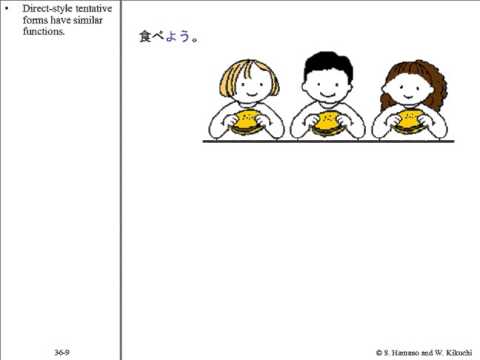 • Direct-style tentative
forms have similar
functions.
食べよう。
36-9
© S. Hamano and W. Kikuchi